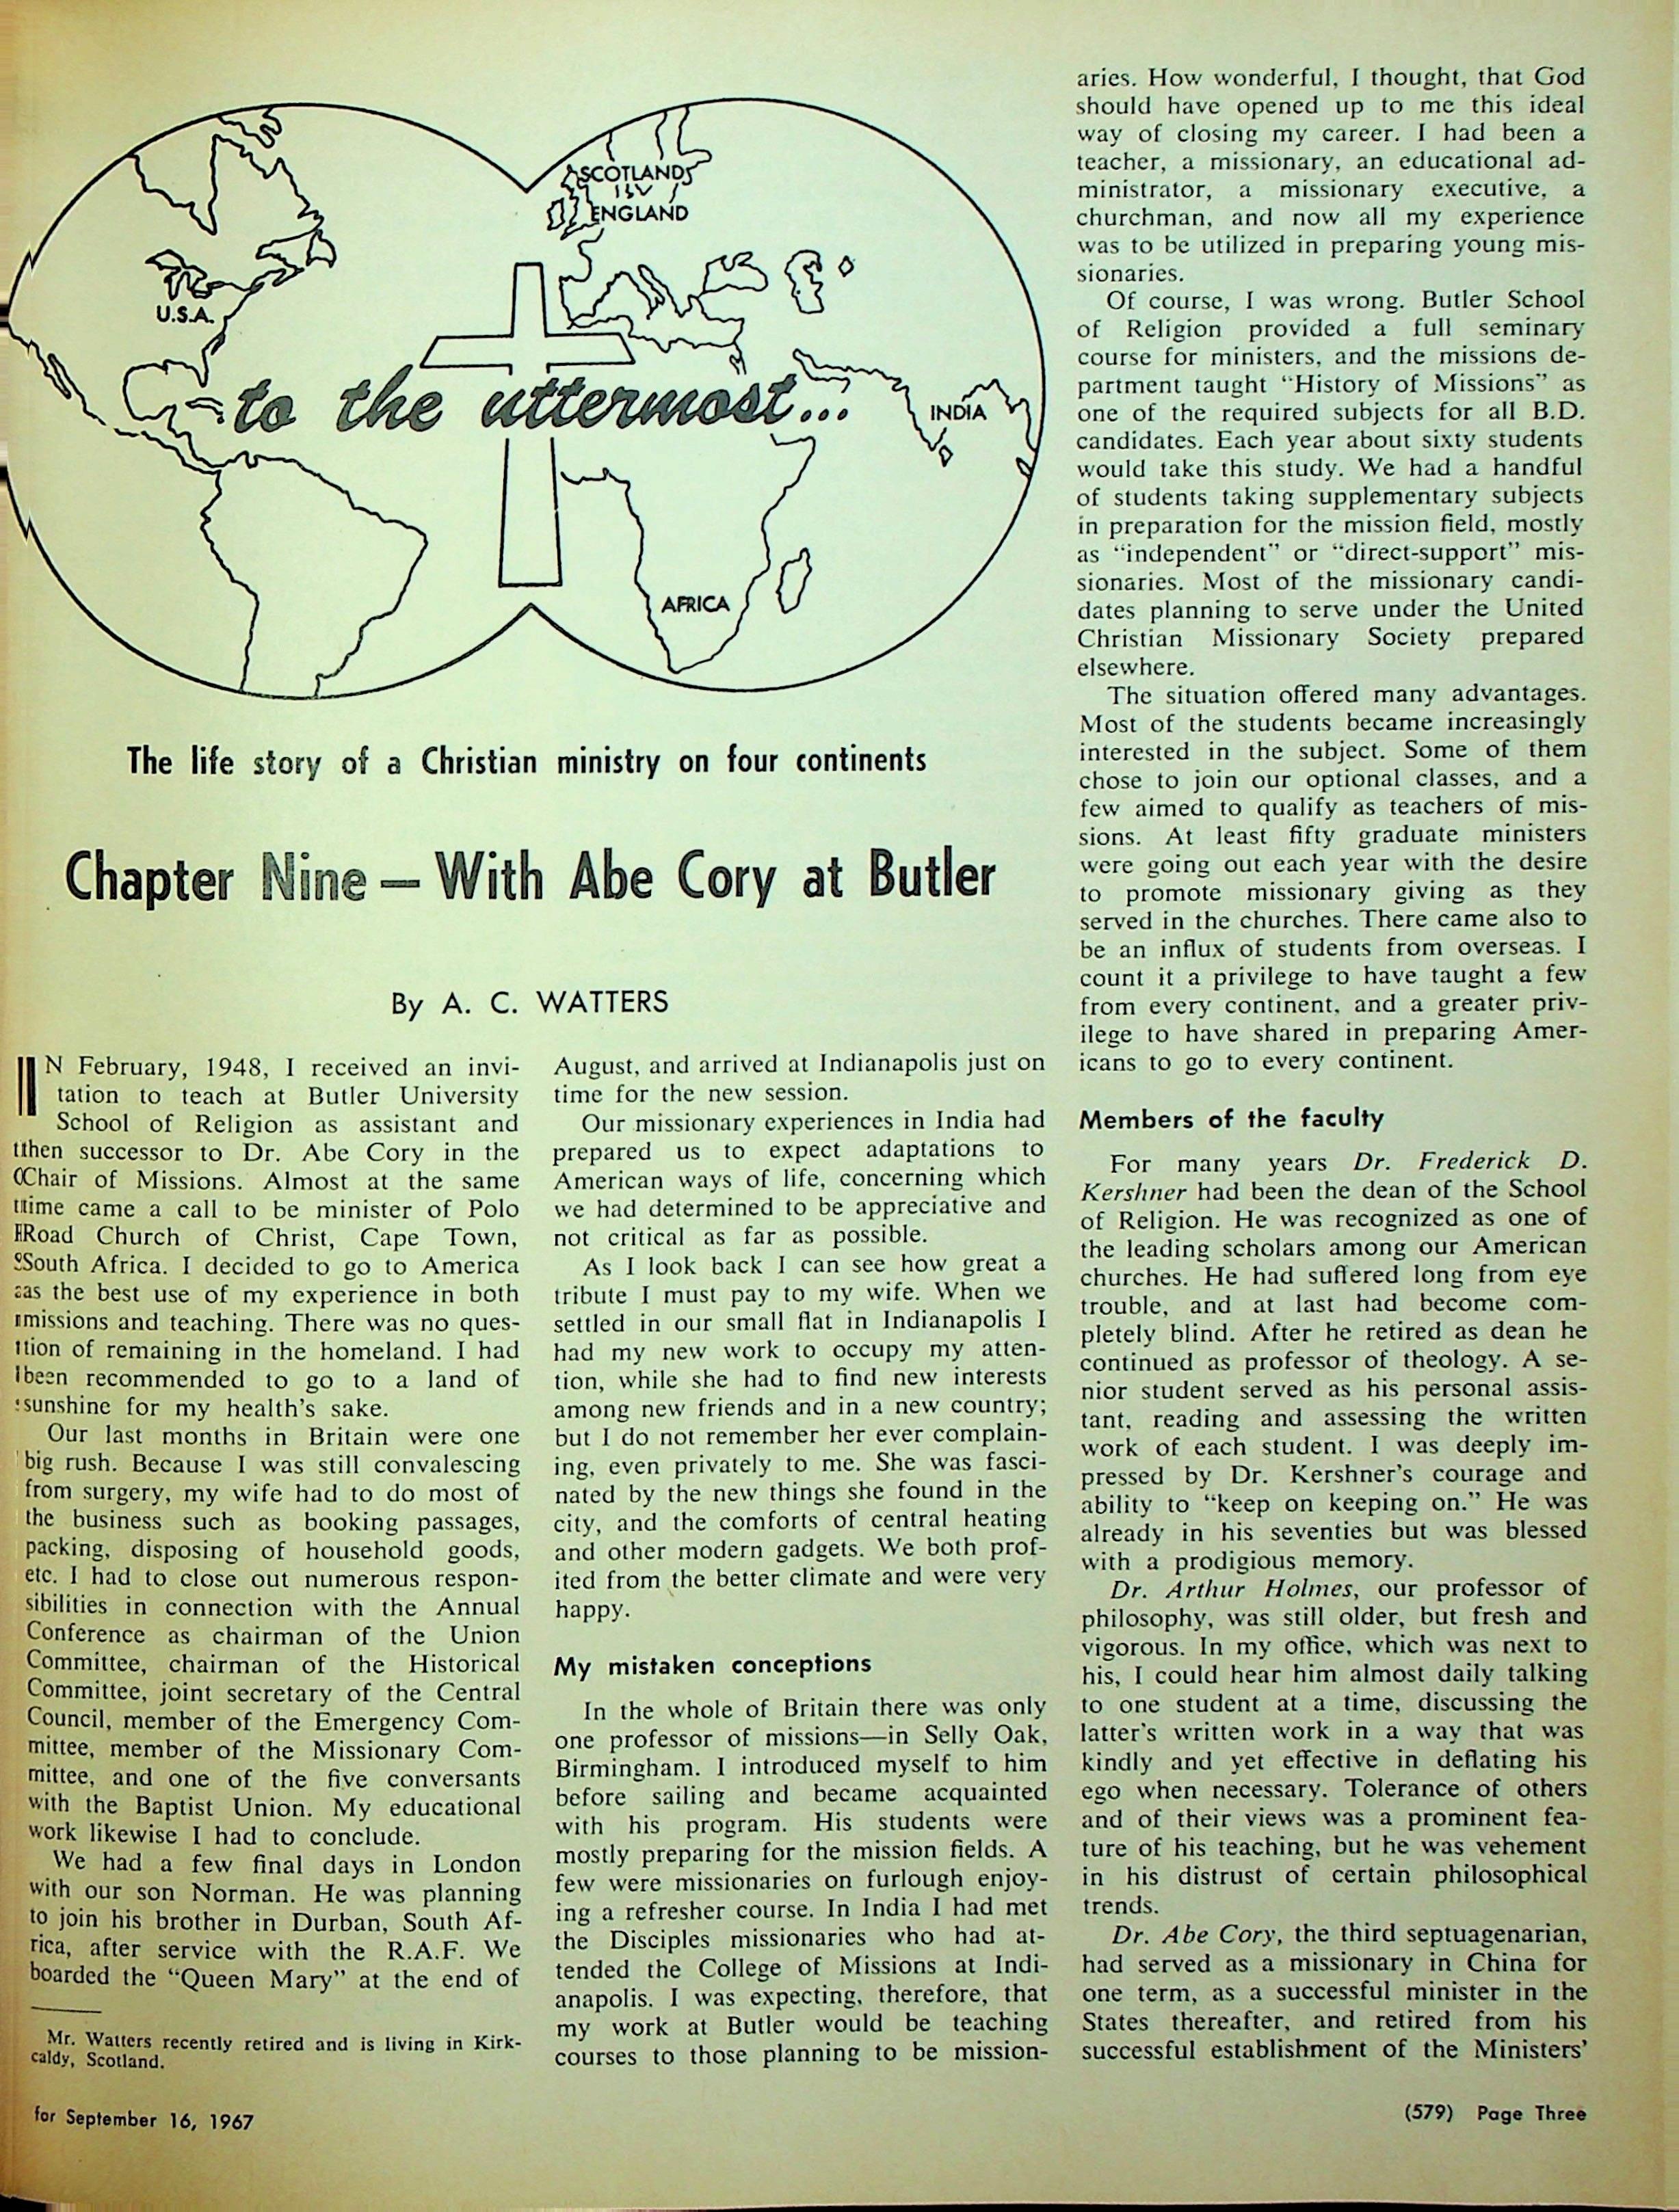 SCOTLAND
ENGLAND
U.S.A.
INDIA
AFRICA
to the uttermost...
The life story of a Christian ministry on four continents
Chapter Nine — With Abe Cory at Butler
By A. C. WATTERS
IN February, 1948, I received an invi-
tation to teach at Butler University
School of Religion as assistant and
then successor to Dr. Abe Cory in the
Chair of Missions. Almost at the same
time came a call to be minister of Polo
Road Church of Christ, Cape Town,
South Africa. I decided to go to America
as the best use of my experience in both
missions and teaching. There was no ques-
tion of remaining in the homeland. I had
been recommended to go to a land of
sunshine for my health's sake.
Our last months in Britain were one
big rush. Because I was still convalescing
from surgery, my wife had to do most of
the business such as booking passages,
packing, disposing of household goods,
etc. I had to close out numerous respon-
sibilities in connection with the Annual
Conference as chairman of the Union
Committee, chairman of the Historical
Committee, joint secretary of the Central
Council, member of the Emergency Com-
mittee, member of the Missionary Com-
mittee, and one of the five conversants
with the Baptist Union. My educational
work likewise I had to conclude.
We had a few final days in London
with our son Norman. He was planning
to join his brother in Durban, South Af-
rica, after service with the R.A.F. We
boarded the "Queen Mary" at the end of
Mr. Watters recently retired and is living in Kirk-
caldy, Scotland.
August, and arrived at Indianapolis just on
time for the new session.
Our missionary experiences in India had
prepared us to expect adaptations to
American ways of life, concerning which
we had determined to be appreciative and
not critical as far as possible.
As I look back I can see how great a
tribute I must pay to my wife. When we
settled in our small flat in Indianapolis I
had my new work to occupy my atten-
tion, while she had to find new interests
among new friends and in a new country;
but I do not remember her ever complain-
ing, even privately to me. She was fasci-
nated by the new things she found in the
city, and the comforts of central heating
and other modern gadgets. We both prof-
ited from the better climate and were very
happy.
My mistaken conceptions
In the whole of Britain there was only
one professor of missions—in Selly Oak,
Birmingham. I introduced myself to him
before sailing and became acquainted
with his program. His students were
mostly preparing for the mission fields. A
few were missionaries on furlough enjoy-
ing a refresher course. In India I had met
the Disciples missionaries who had at-
tended the College of Missions at Indi-
anapolis. I was expecting, therefore, that
my work at Butler would be teaching
courses to those planning to be mission-
aries. How wonderful, I thought, that God
should have opened up to me this ideal
way of closing my career. I had been a
teacher, a missionary, an educational ad-
ministrator, a missionary executive, a
churchman, and now all my experience
was to be utilized in preparing young mis-
sionaries.
Of course, I was wrong. Butler School
of Religion provided a full seminary
course for ministers, and the missions de-
partment taught "History of Missions" as
one of the required subjects for all B.D.
candidates. Each year about sixty students
would take this study. We had a handful
of students taking supplementary subjects
in preparation for the mission field, mostly
as "independent" or "direct-support" mis-
sionaries. Most of the missionary candi-
dates planning to serve under the United
Christian Missionary Society prepared
elsewhere.
The situation offered many advantages.
Most of the students became increasingly
interested in the subject. Some of them
chose to join our optional classes, and a
few aimed to qualify as teachers of mis-
sions. At least fifty graduate ministers
were going out each year with the desire
to promote missionary giving as they
served in the churches. There came also to
be an influx of students from overseas. I
count it a privilege to have taught a few
from every continent, and a greater priv-
ilege to have shared in preparing Amer-
icans to go to every continent.
Members of the faculty
For many years Dr. Frederick D.
Kershner had been the dean of the School
of Religion. He was recognized as one of
the leading scholars among our American
churches. He had suffered long from eye
trouble, and at last had become com-
pletely blind. After he retired as dean he
continued as professor of theology. A se-
nior student served as his personal assis-
tant, reading and assessing the written
work of each student. I was deeply im-
pressed by Dr. Kershner's courage and
ability to "keep on keeping on." He was
already in his seventies but was blessed
with a prodigious memory.
Dr. Arthur Holmes, our professor of
philosophy, was still older, but fresh and
vigorous. In my office, which was next to
his, I could hear him almost daily talking
to one student at a time, discussing the
latter's written work in a way that was
kindly and yet effective in deflating his
ego when necessary. Tolerance of others
and of their views was a prominent fea-
ture of his teaching, but he was vehement
in his distrust of certain philosophical
trends.
Dr. Abe Cory, the third septuagenarian,
had served as a missionary in China for
one term, as a successful minister in the
States thereafter, and retired from his
successful establishment of the Ministers'
for September 16, 1967
(579) Page Three